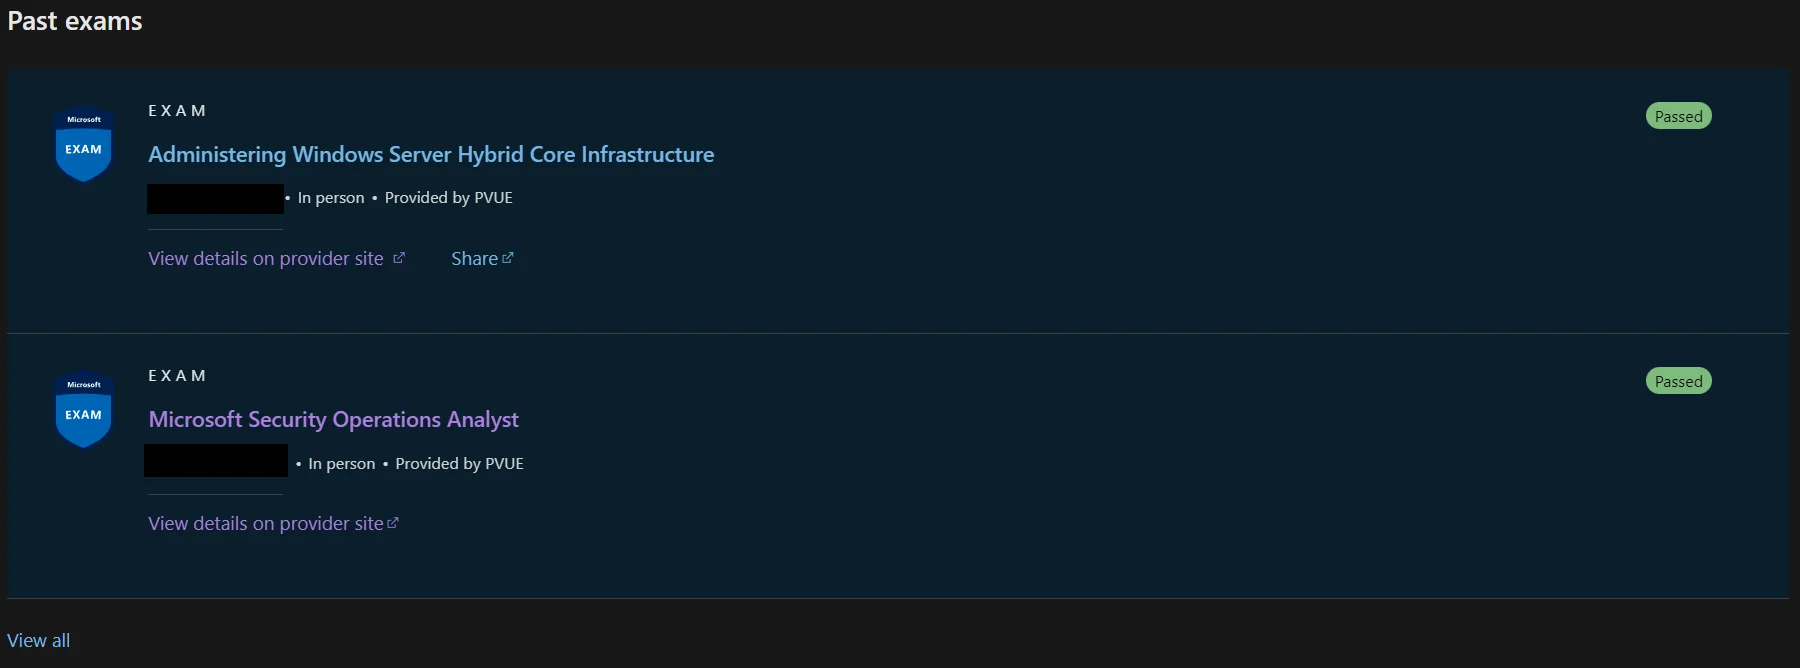 Past exams
Microsoft
EXAM
EXAM
Passed
Administering Windows Server Hybrid Core Infrastructure
• In person • Provided by PVUE
View details on provider site Share
Microsoft
EXAM
EXAM
Passed
Microsoft Security Operations Analyst
• In person • Provided by PVUE
View details on provider site
View all